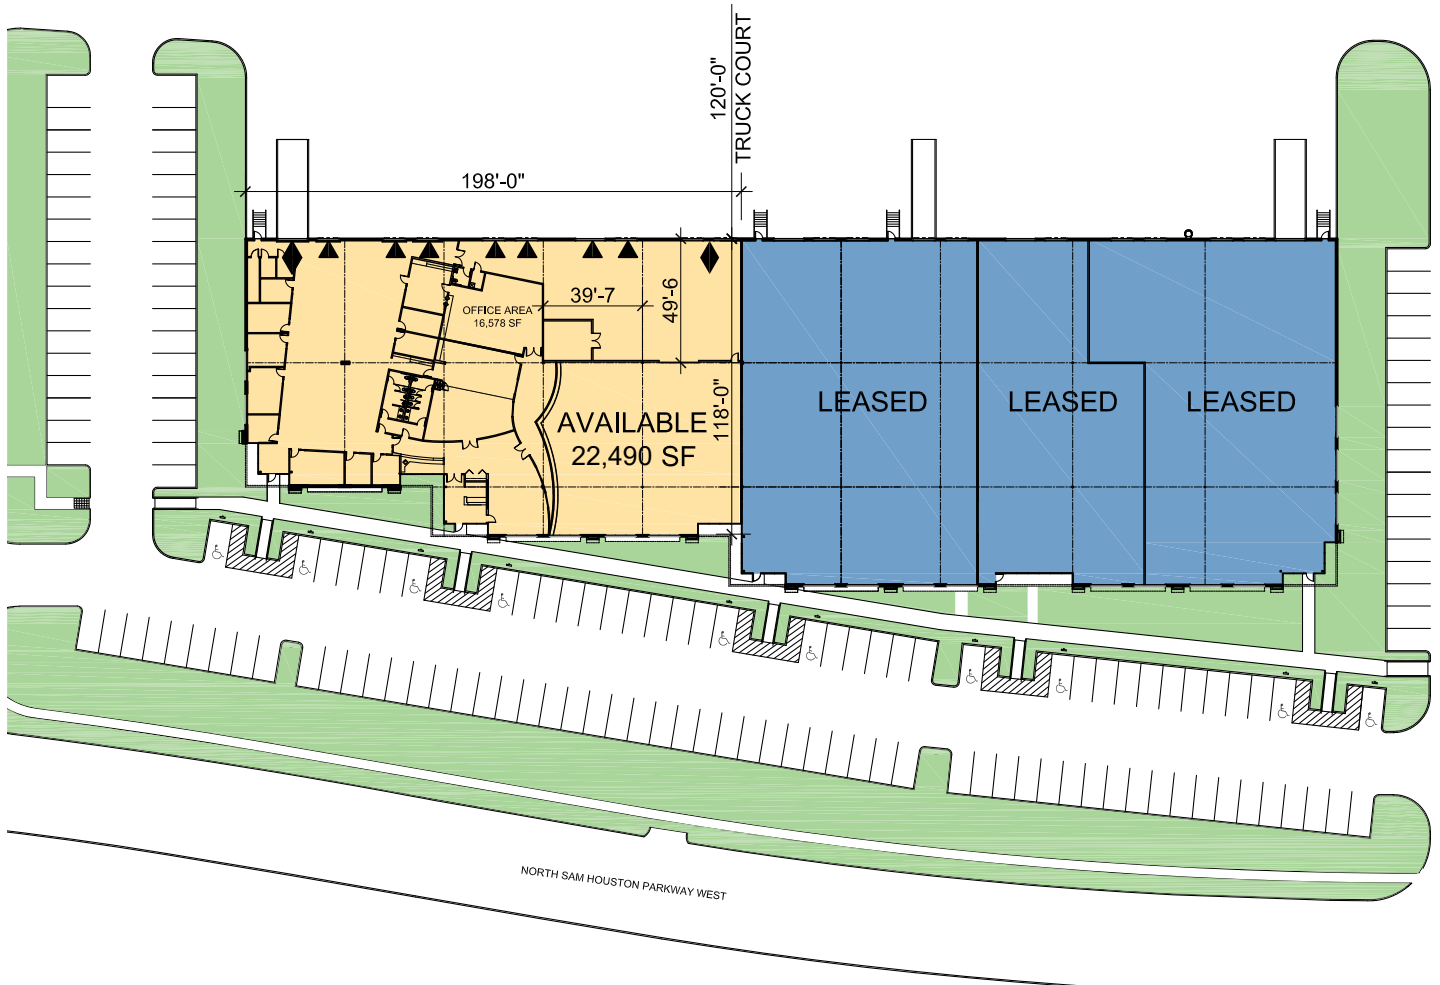 120'-0"
TRUCK COURT
198'-0"
39'-7
49'-6
OFFICE AREA
16,578 SF
118'-0"
AVAILABLE
22,490 SF
LEASED
LEASED
LEASED
NORTH SAM HOUSTON PARKWAY WEST